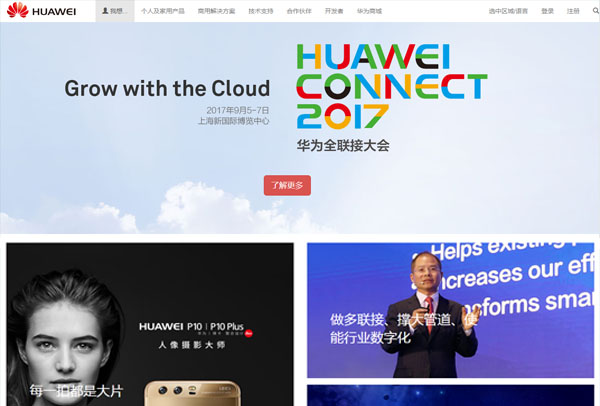 HUAWEI
我想..
个人及家用产品
商用解决方案
技术支持
合作伙伴
开发者
华为商城
选中区域/语言
登录
注册
Grow with the Cloud
2017年9月5-7日
上海新国际博览中心
HUAWEI
CONNECT
2017
华为全联接大会
了解更多
HUAWEI P10 | P10 Plus
人像摄影大师
每一拍都是大片
Helps existing
increases our eff
nsforms smar
做多联接、撑大管道、使
能行业数字化